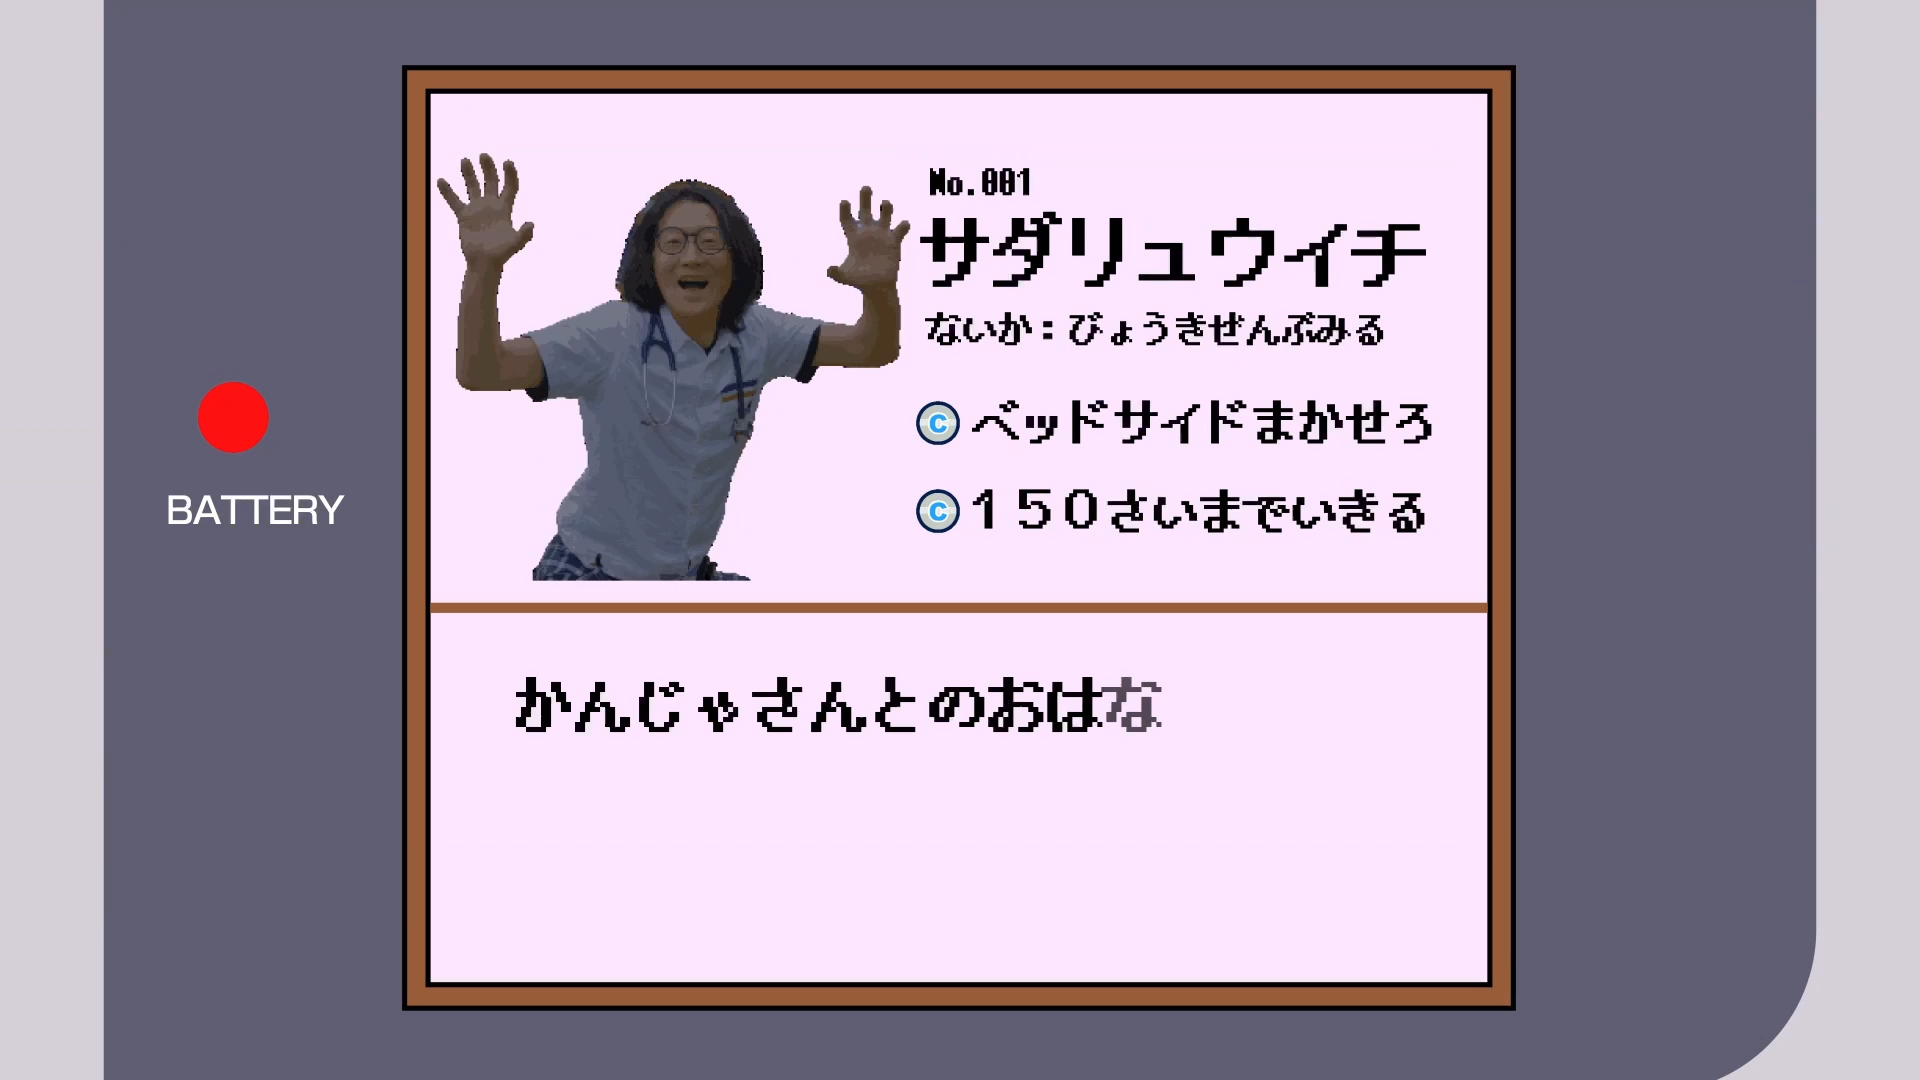 No.001
サダリュウイチ
ないか：びょうきぜんぶみる
C ベッドサイドまかせろ
C １５０さいまでいきる
BATTERY
かんじゃさんとのおはな